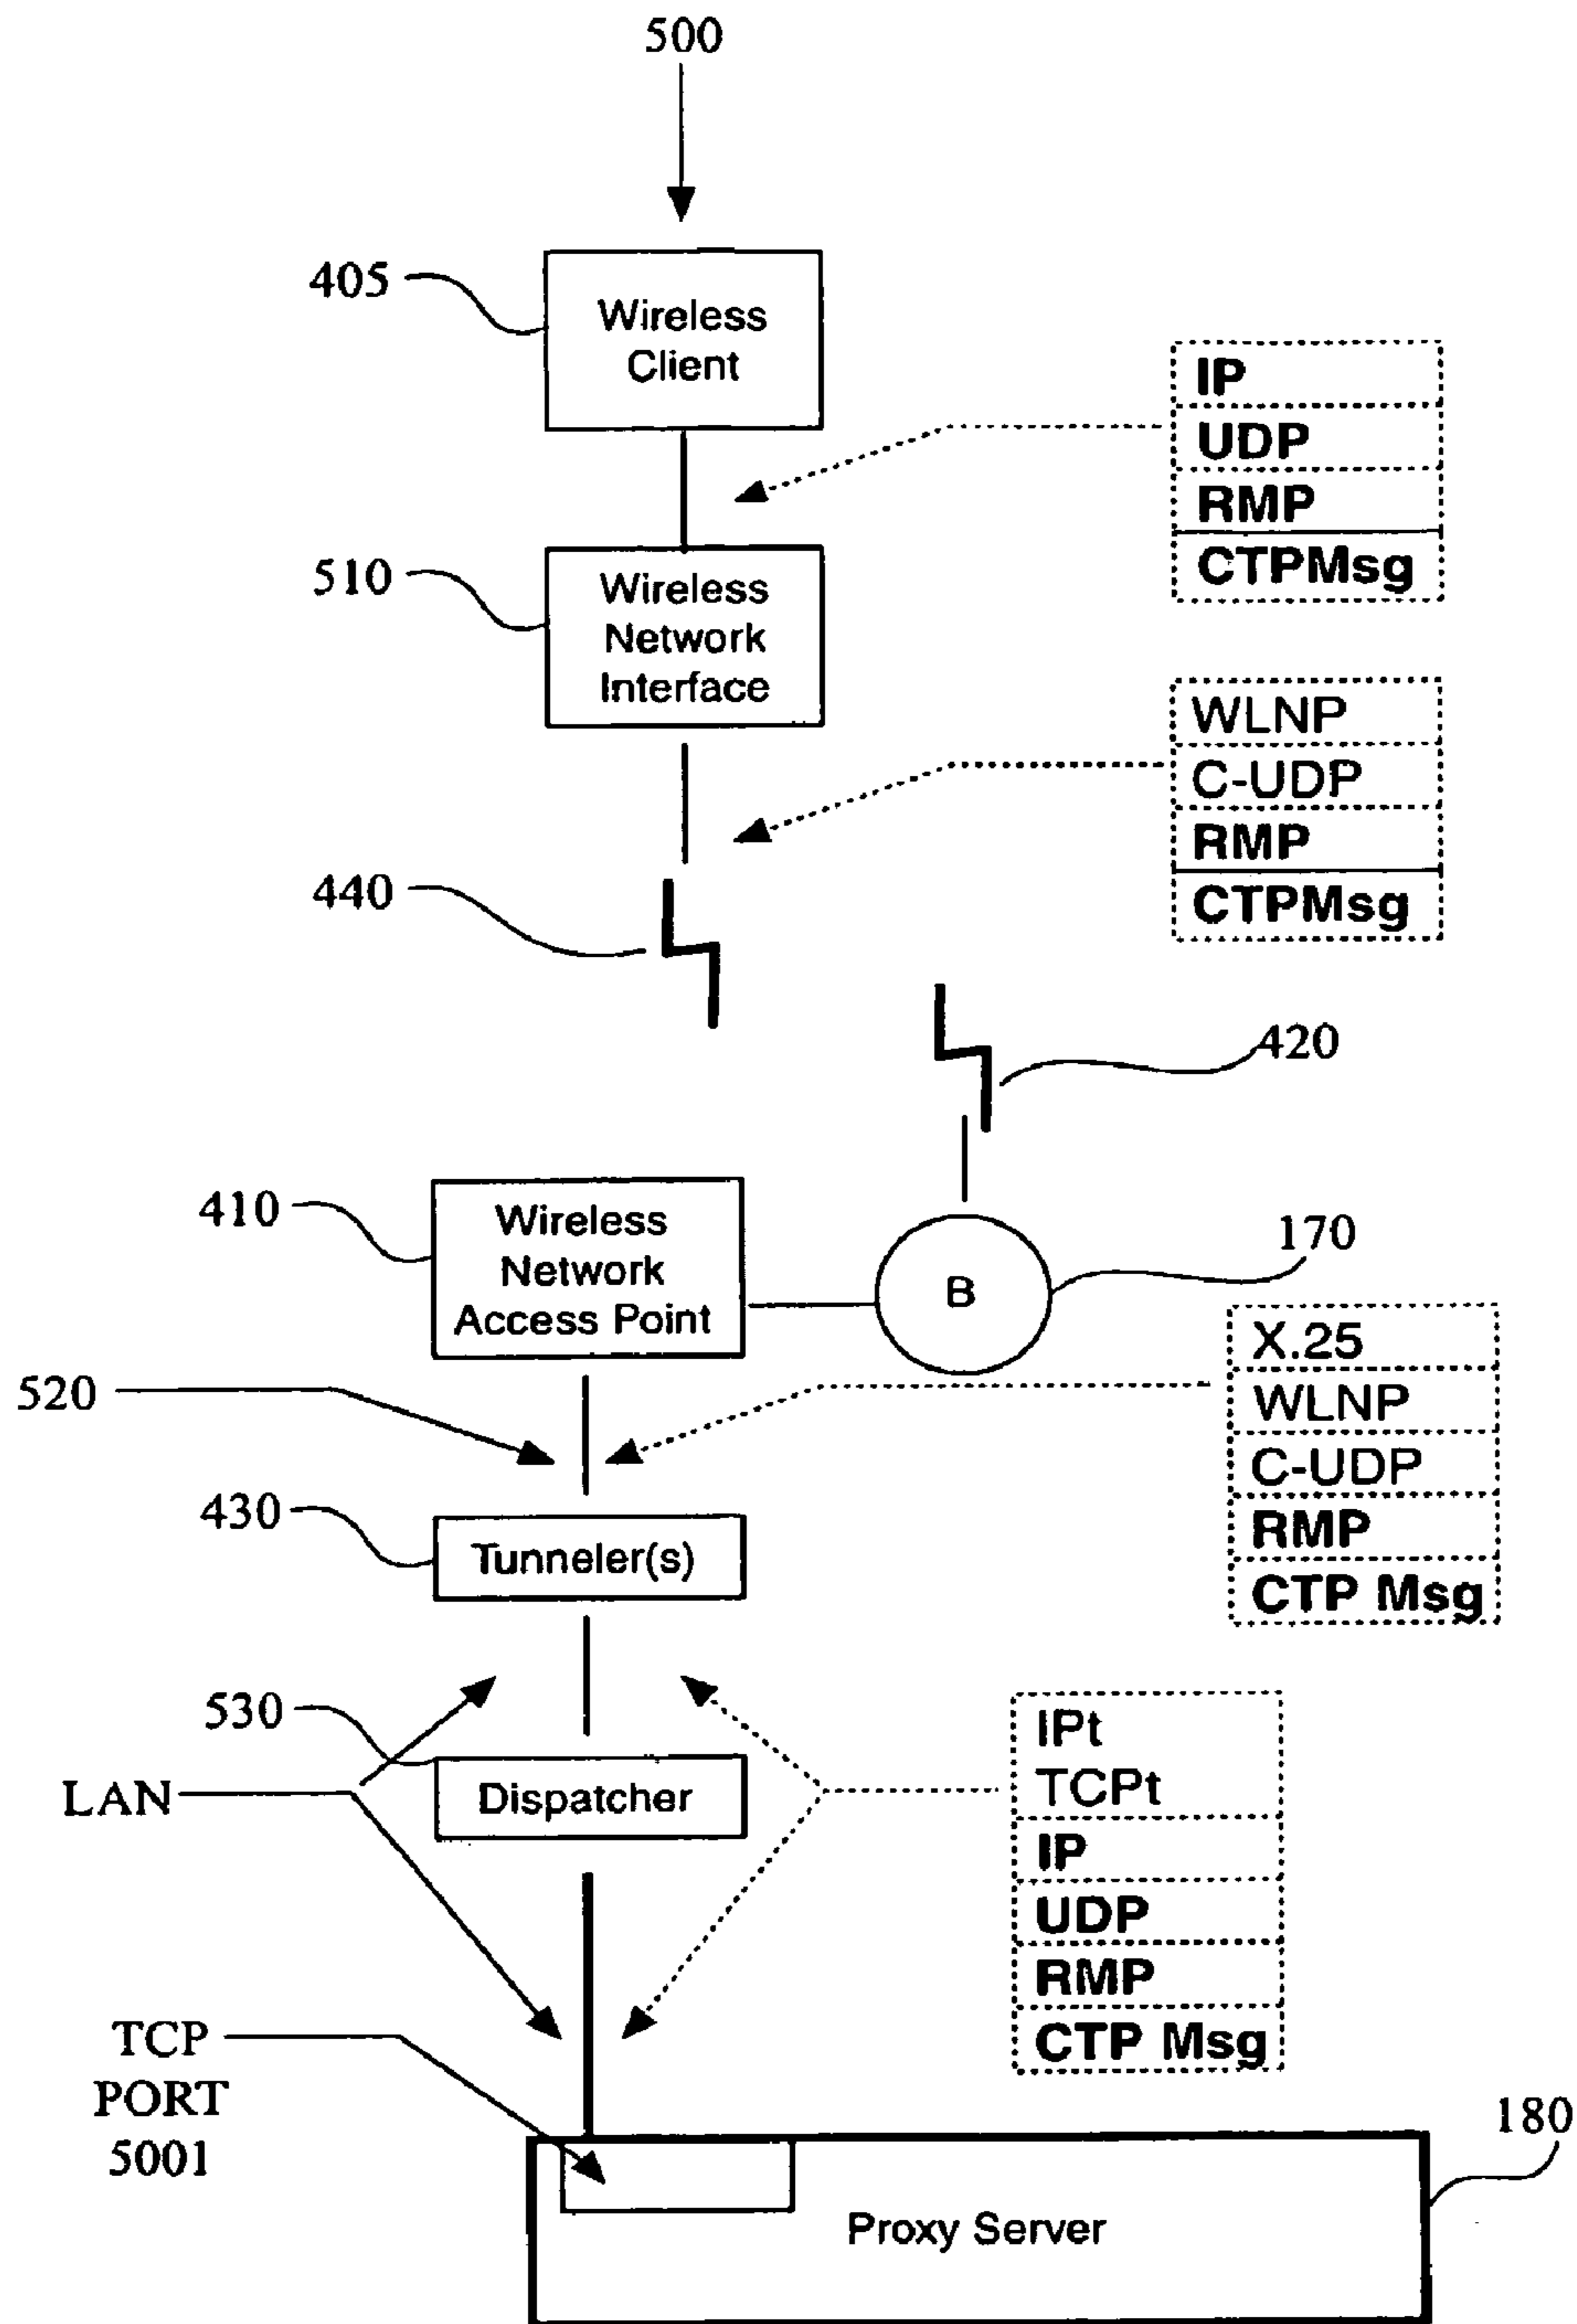 500
405
Wireless
Client
IP
UDP
RMP
CTPMsg
510
Wireless
Network
Interface
WLNP
C-UDP
RMP
CTPMsg
440
420
410
Wireless
Network
Access Point
B
170
520
X.25
WLNP
C-UDP
RMP
CTP Msg
430
Tunneler(s)
530
LAN
Dispatcher
IPt
TCPt
IP
UDP
RMP
CTP Msg
TCP
PORT
5001
180
Proxy Server